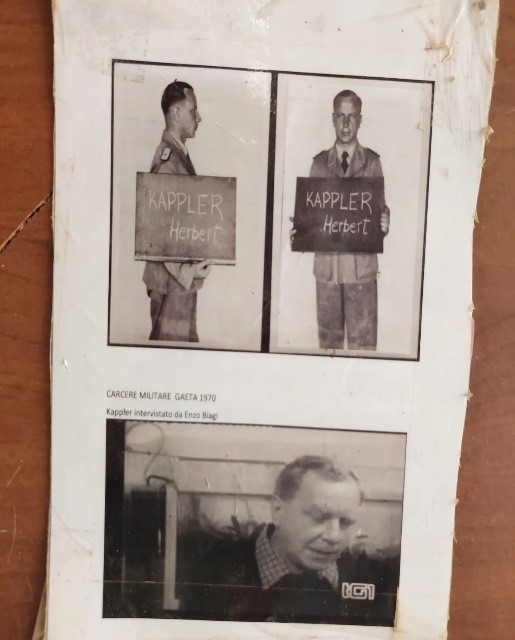 KAPPLER
Herbert
KAPPLER
Herbert
CARCERE MILITARE GAETA 1970
Kappler intervistato da Enzo Biagi
TG1